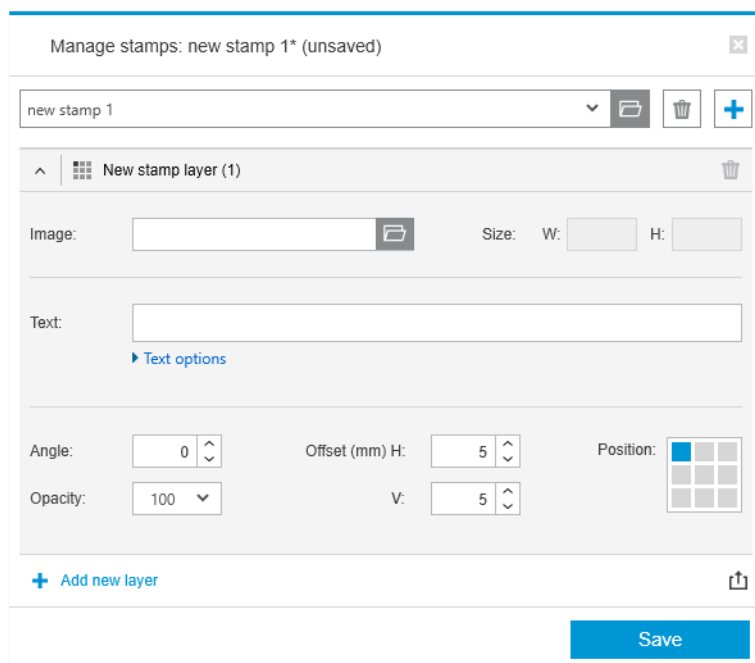 Manage stamps: new stamp 1* (unsaved)
new stamp 1
New stamp layer (1)
Image: Size: W: H:
Text:
Text options
Angle: 0 Offset (mm) H: 5 Position:
Opacity: 100 V: 5
Add new layer
Save